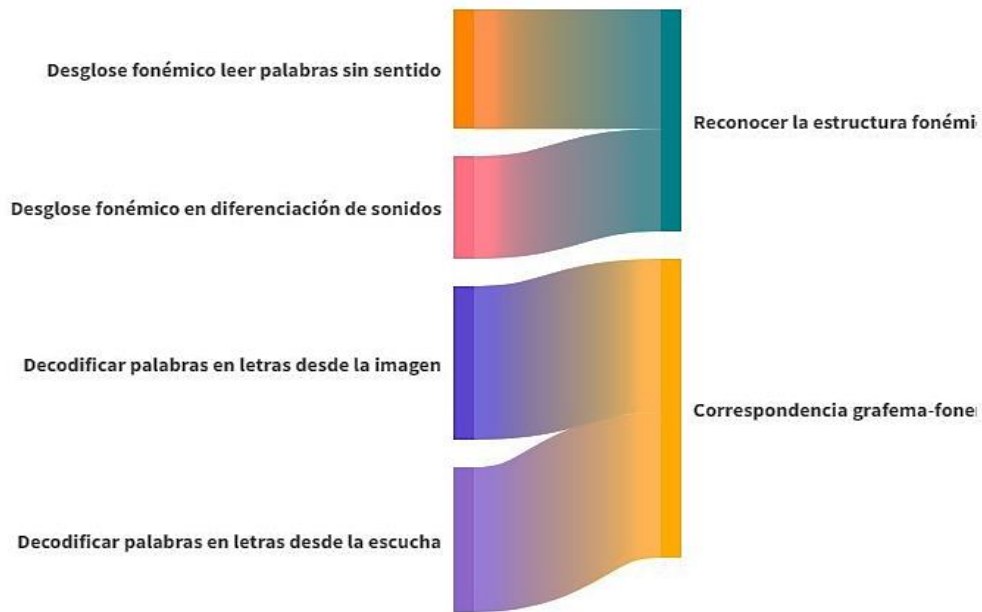 Desglose fonémico leer palabras sin sentido
Reconocer la estructura fonémi
Desglose fonémico en diferenciación de sonidos
Decodificar palabras en letras desde la imagen
Correspondencia grafema-fone
Decodificar palabras en letras desde la escucha